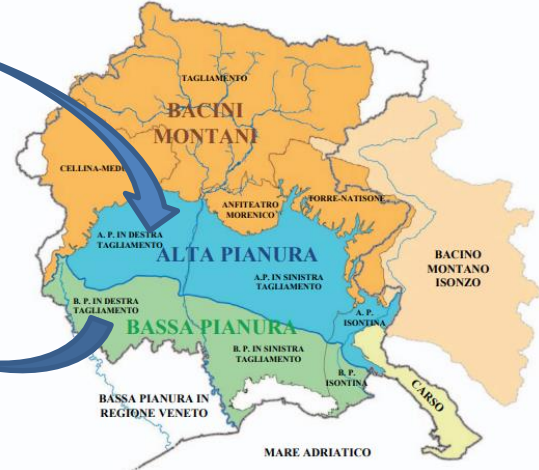 TAGLIAMENTO
BACINI
MONTANI
CELLINA-MEDU
ANFITEATRO
MORENICO
TORRE-NATISONE
A. P. IN DESTRA
TAGLIAMENTO
ALTA PIANURA
A.P. IN SINISTRA
TAGLIAMENTO
BACINO
MONTANO
ISONZO
B. P. IN DESTRA
TAGLIAMENTO
A. P.
ISONTINA
BASSA PIANURA
B. P. IN SINISTRA
TAGLIAMENTO
B. P.
ISONTINA
CARSO
BASSA PIANURA IN
REGIONE VENETO
MARE ADRIATICO